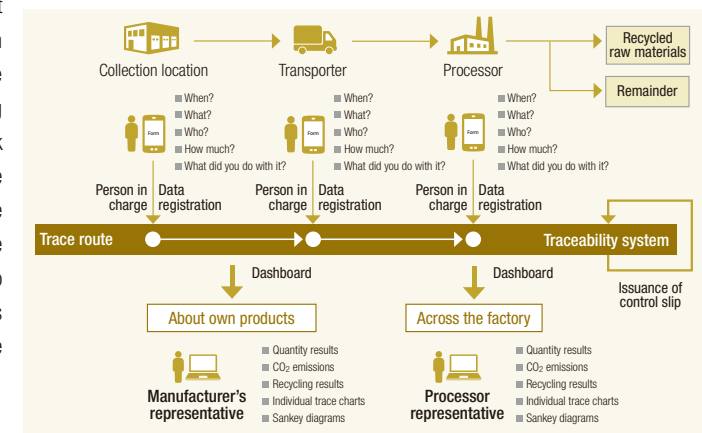 Collection location
Transporter
Processor
Recycled
raw materials
Remainder
Form
When?
What?
Who?
How much?
What did you do with it?
Form
When?
What?
Who?
How much?
What did you do with it?
Form
When?
What?
Who?
How much?
What did you do with it?
Person in
charge
Data
registration
Person in
charge
Data
registration
Person in
charge
Data
registration
Trace route
Traceability system
Issuance of
control slip
Dashboard
Dashboard
About own products
Across the factory
Manufacturer's
representative
Quantity results
CO₂ emissions
Recycling results
Individual trace charts
Sankey diagrams
Processor
representative
Quantity results
CO₂ emissions
Recycling results
Individual trace charts
Sankey diagrams